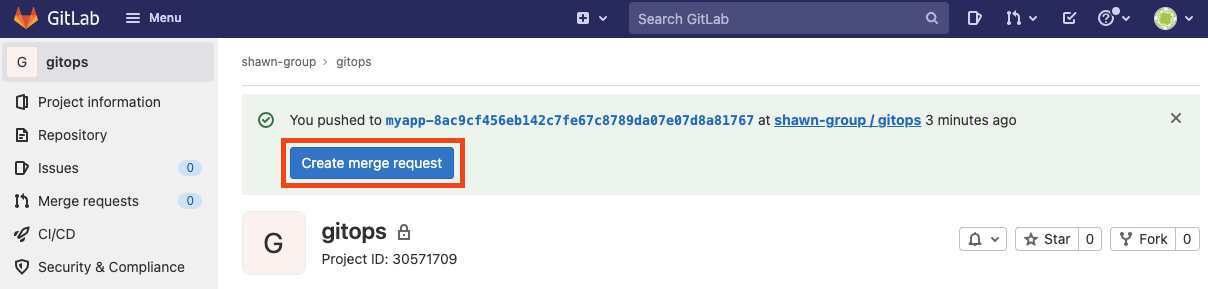 GitLab Menu Search GitLab
G gitops
shawn-group > gitops
Project information
Repository
Issues 0
Merge requests 0
CI/CD
Security & Compliance
You pushed to myapp-8ac9cf456eb142c7fe67c8789da07e07d8a81767 at shawn-group / gitops 3 minutes ago
Create merge request
G
gitops
Project ID: 30571709
Star 0 Fork 0